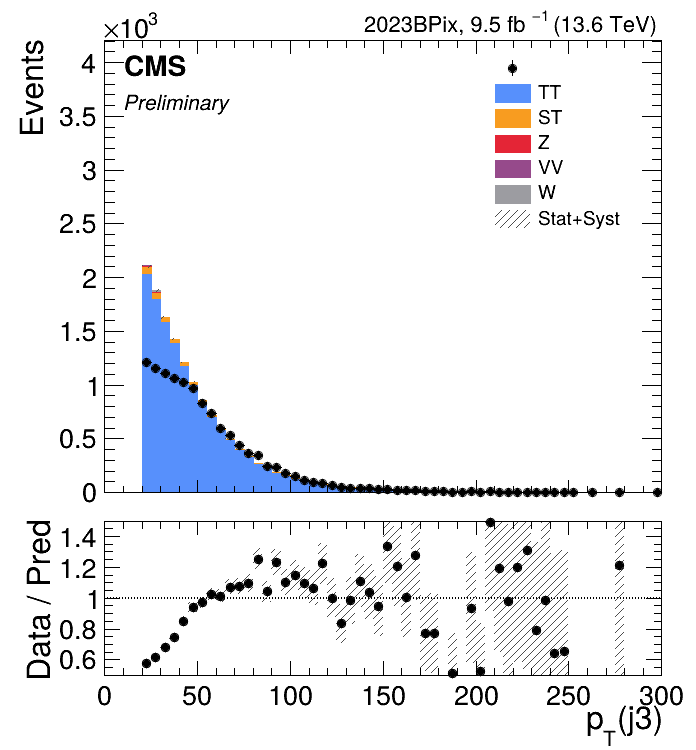 ×10³
2023BPix, 9.5 fb ⁻¹ (13.6 TeV)
Events
CMS
Preliminary
TT
ST
Z
VV
W
Stat+Syst
4
3.5
3
2.5
2
1.5
1
0.5
0
Data / Pred
1.4
1.2
1
0.8
0.6
0 50 100 150 200 250 300
p_T(j3)